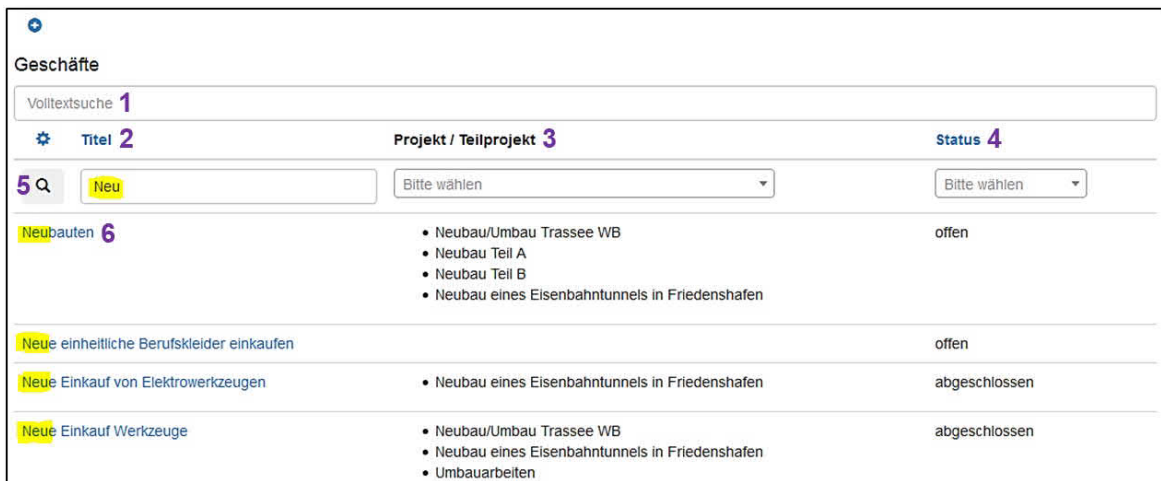 Geschäfte
Volltextsuche 1
Titel 2 Projekt / Teilprojekt 3 Status 4
5 Neu Bitte wählen Bitte wählen
Neubauten 6 • Neubau/Umbau Trassee WB offen
• Neubau Teil A
• Neubau Teil B
• Neubau eines Eisenbahntunnels in Friedenshafen
Neue einheitliche Berufskleider einkaufen offen
Neue Einkauf von Elektrowerkzeugen • Neubau eines Eisenbahntunnels in Friedenshafen abgeschlossen
Neue Einkauf Werkzeuge • Neubau/Umbau Trassee WB abgeschlossen
• Neubau eines Eisenbahntunnels in Friedenshafen
• Umbauarbeiten